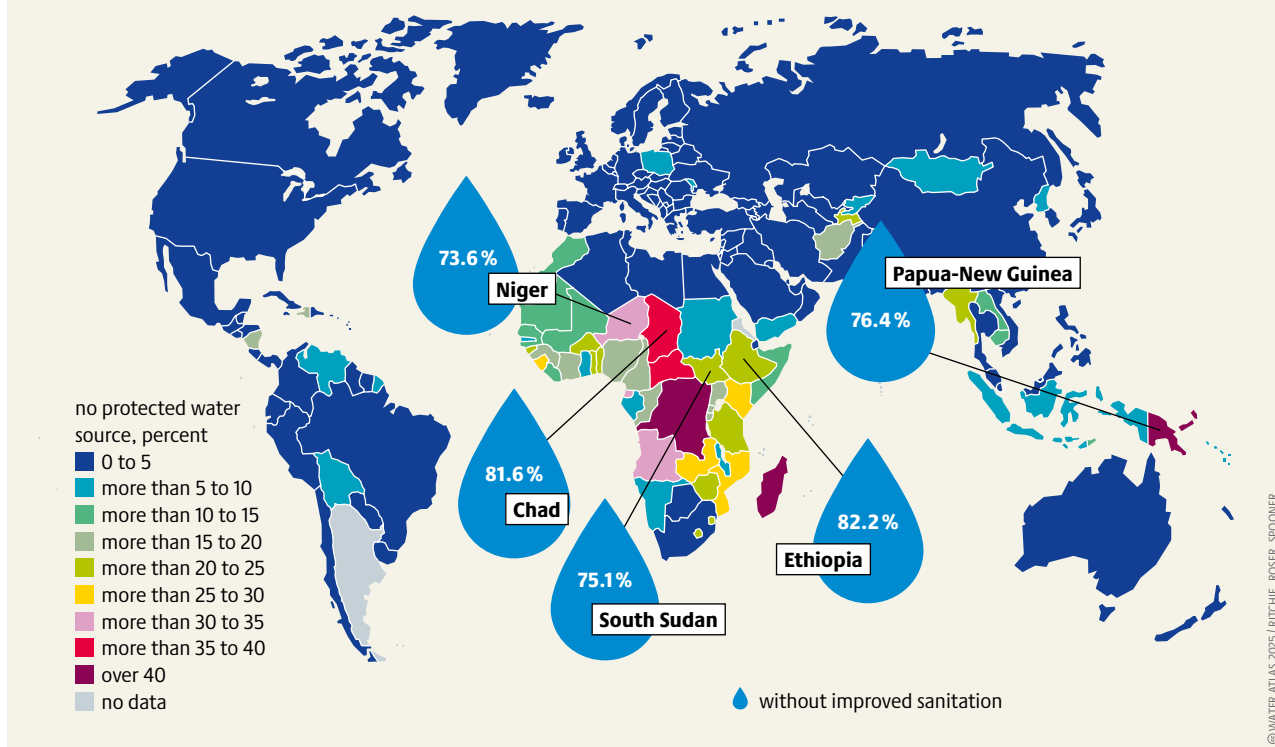 73.6 %
Niger
Papua-New Guinea
76.4 %
no protected water
source, percent
0 to 5
more than 5 to 10
more than 10 to 15
more than 15 to 20
more than 20 to 25
more than 25 to 30
more than 30 to 35
more than 35 to 40
over 40
no data
81.6 %
Chad
75.1 %
South Sudan
82.2 %
Ethiopia
without improved sanitation
© WATER ATLAS 2025 / RITCHIE, ROSER, SPOONER